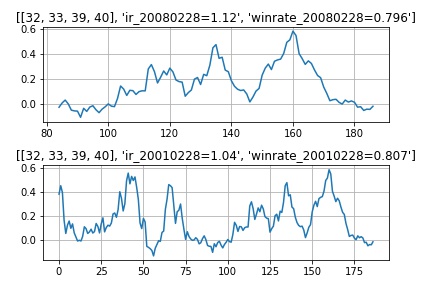 [[32, 33, 39, 40], 'ir_20080228=1.12', 'winrate_20080228=0.796']
0.6
0.4
0.2
0.0
80 100 120 140 160 180
[[32, 33, 39, 40], 'ir_20010228=1.04', 'winrate_20010228=0.807']
0.6
0.4
0.2
0.0
0 25 50 75 100 125 150 175